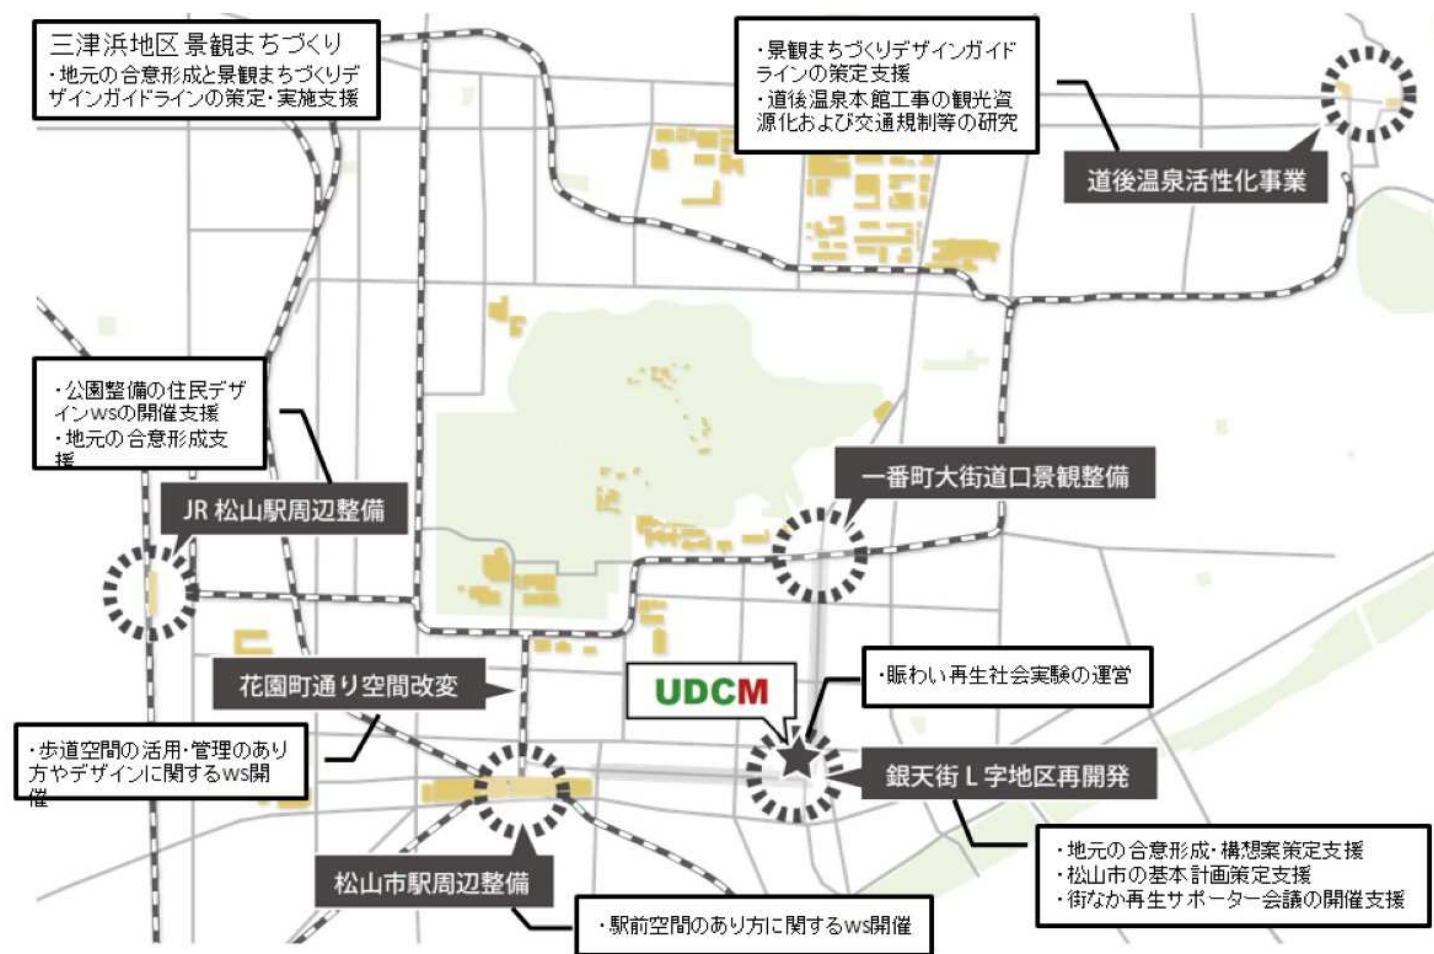 三津浜地区 景観まちづくり
・地元の合意形成と景観まちづくりデ
ザインガイドラインの策定・実施支援
・景観まちづくりデザインガイド
ラインの策定支援
・道後温泉本館工事の観光資
源化および交通規制等の研究
道後温泉活性化事業
・公園整備の住民デザ
インwsの開催支援
・地元の合意形成支
援
JR 松山駅周辺整備
一番町大街道口景観整備
花園町通り空間改変
UDCM
・賑わい再生社会実験の運営
・歩道空間の活用・管理のあり
方やデザインに関するws開
催
銀天街 L 字地区再開発
松山市駅周辺整備
・地元の合意形成・構想案策定支援
・松山市の基本計画策定支援
・街なか再生サポーター会議の開催支援
・駅前空間のあり方に関するws開催